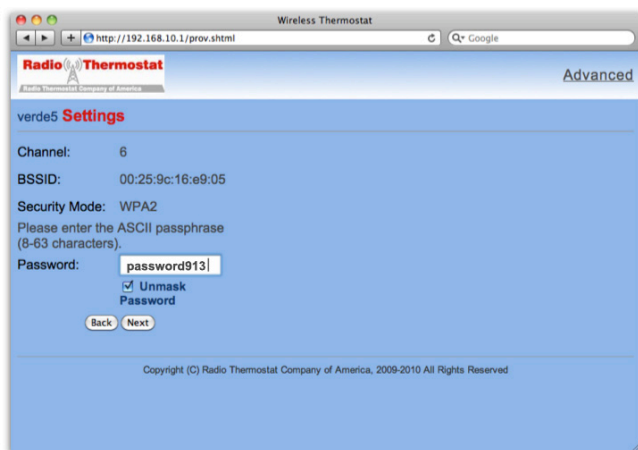 Wireless Thermostat
http://192.168.10.1/prov.shtml
Google
Radio Thermostat
Radio Thermostat Company of America
Advanced
verde5 Settings
Channel: 6
BSSID: 00:25:9c:16:e9:05
Security Mode: WPA2
Please enter the ASCII passphrase
(8-63 characters).
Password: password913
Unmask
Password
Back Next
Copyright (C) Radio Thermostat Company of America, 2009-2010 All Rights Reserved